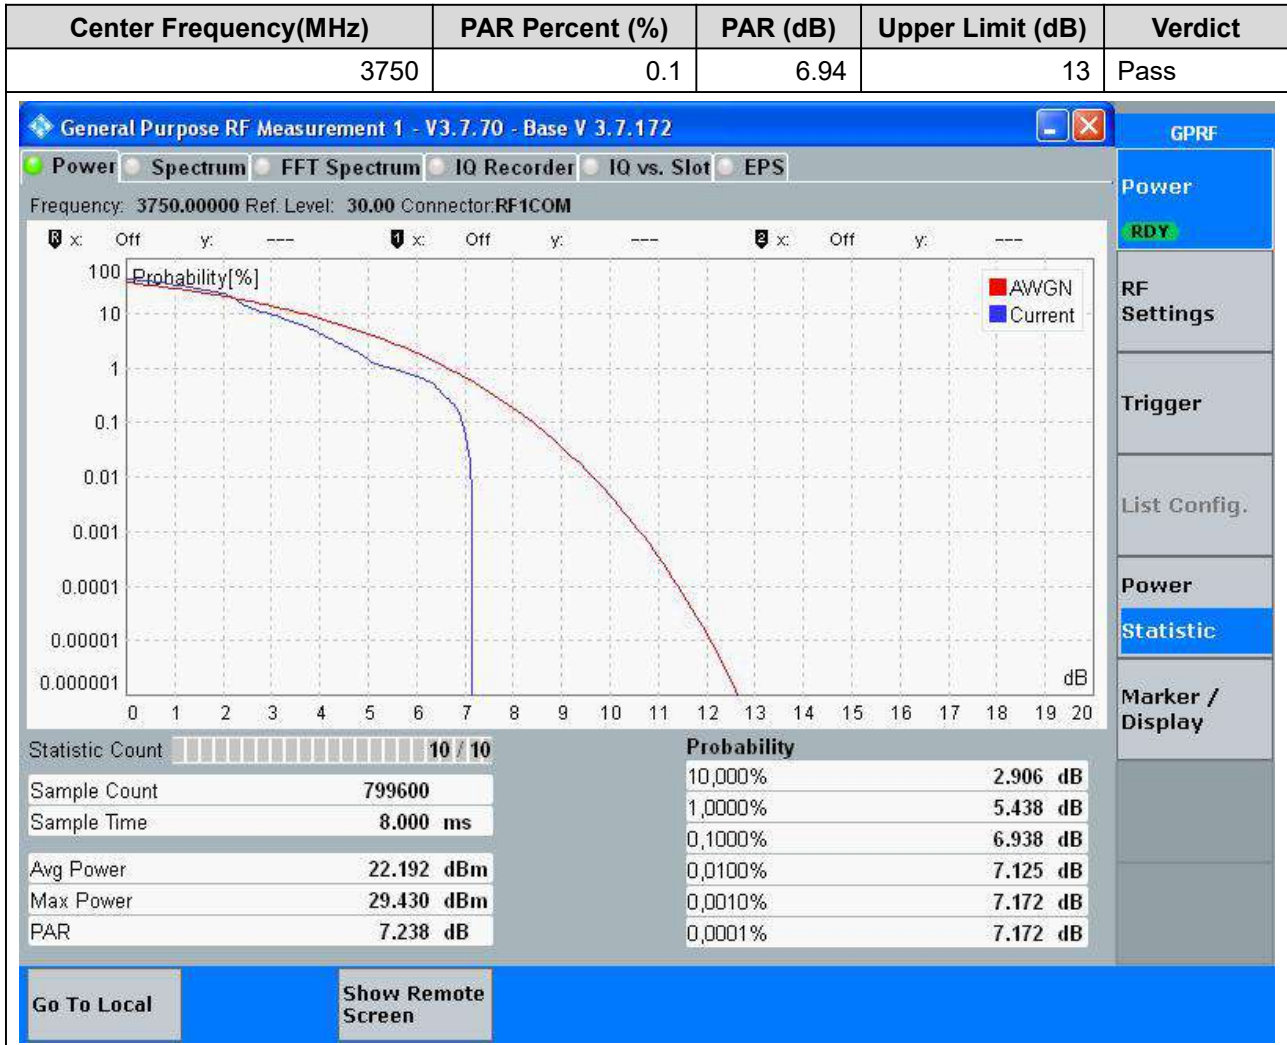 Center Frequency(MHz) PAR Percent (%) PAR (dB) Upper Limit (dB) Verdict
3750 0.1 6.94 13 Pass
General Purpose RF Measurement 1 - V3.7.70 - Base V 3.7.172
GPRF
Power Spectrum FFT Spectrum IQ Recorder IQ vs. Slot EPS
Frequency: 3750.00000 Ref. Level: 30.00 Connector:RF1COM
R x: Off y: --- 1 x: Off y: --- 2 x: Off y: ---
Probability[%]
100
10
1
0.1
0.01
0.001
0.0001
0.00001
0.000001
AWGN
Current
dB
0 1 2 3 4 5 6 7 8 9 10 11 12 13 14 15 16 17 18 19 20
Statistic Count 10 / 10
Sample Count 799600
Sample Time 8.000 ms
Avg Power 22.192 dBm
Max Power 29.430 dBm
PAR 7.238 dB
Probability
10,000% 2.906 dB
1,0000% 5.438 dB
0,1000% 6.938 dB
0,0100% 7.125 dB
0,0010% 7.172 dB
0,0001% 7.172 dB
Power
RDY
RF
Settings
Trigger
List Config.
Power
Statistic
Marker /
Display
Go To Local
Show Remote
Screen